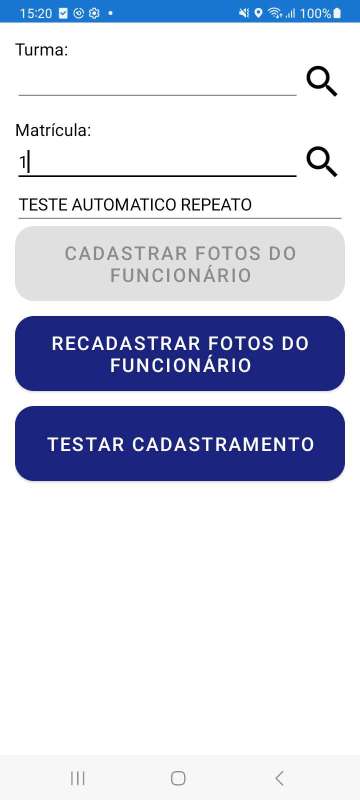 15:20 100%
Turma:
Matrícula:
1
TESTE AUTOMATICO REPEATO
CADASTRAR FOTOS DO
FUNCIONÁRIO
RECADASTRAR FOTOS DO
FUNCIONÁRIO
TESTAR CADASTRAMENTO